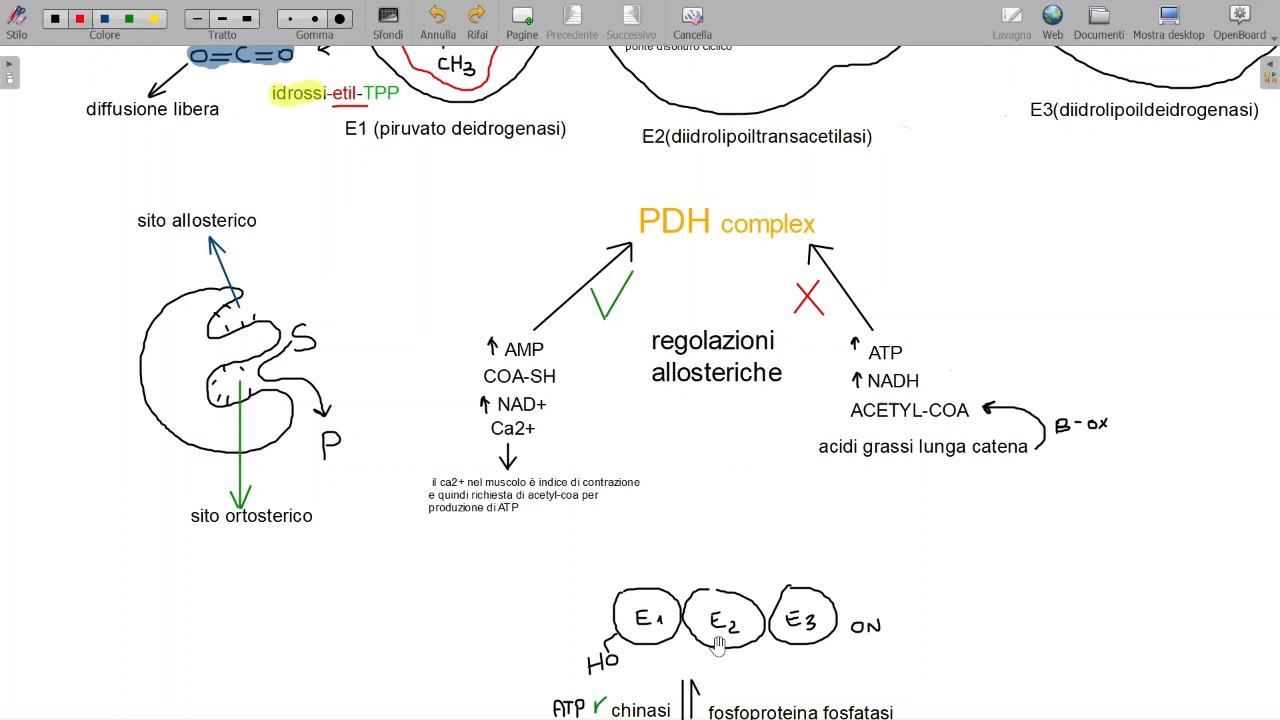 Stilo
Colore
Tratto
Gomma
Sfondi
Annulla
Rifai
Pagine
Precedente
Successivo
Cancella
Lavagna
Web
Documenti
Mostra desktop
OpenBoard
O=C=O
CH3
ponte disolfuro ciclico
diffusione libera
idrossi-etil-TPP
E1 (piruvato deidrogenasi)
E2(diidrolipoiltransacetilasi)
E3(diidrolipoildeidrogenasi)
sito allosterico
S
P
sito ortosterico
PDH complex
regolazioni
allosteriche
AMP
COA-SH
NAD+
Ca2+
il ca2+ nel muscolo è indice di contrazione
e quindi richiesta di acetyl-coa per
produzione di ATP
ATP
NADH
ACETYL-COA
acidi grassi lunga catena
B-OX
E1
E2
E3
ON
HO
ATP
chinasi
fosfoproteina fosfatasi